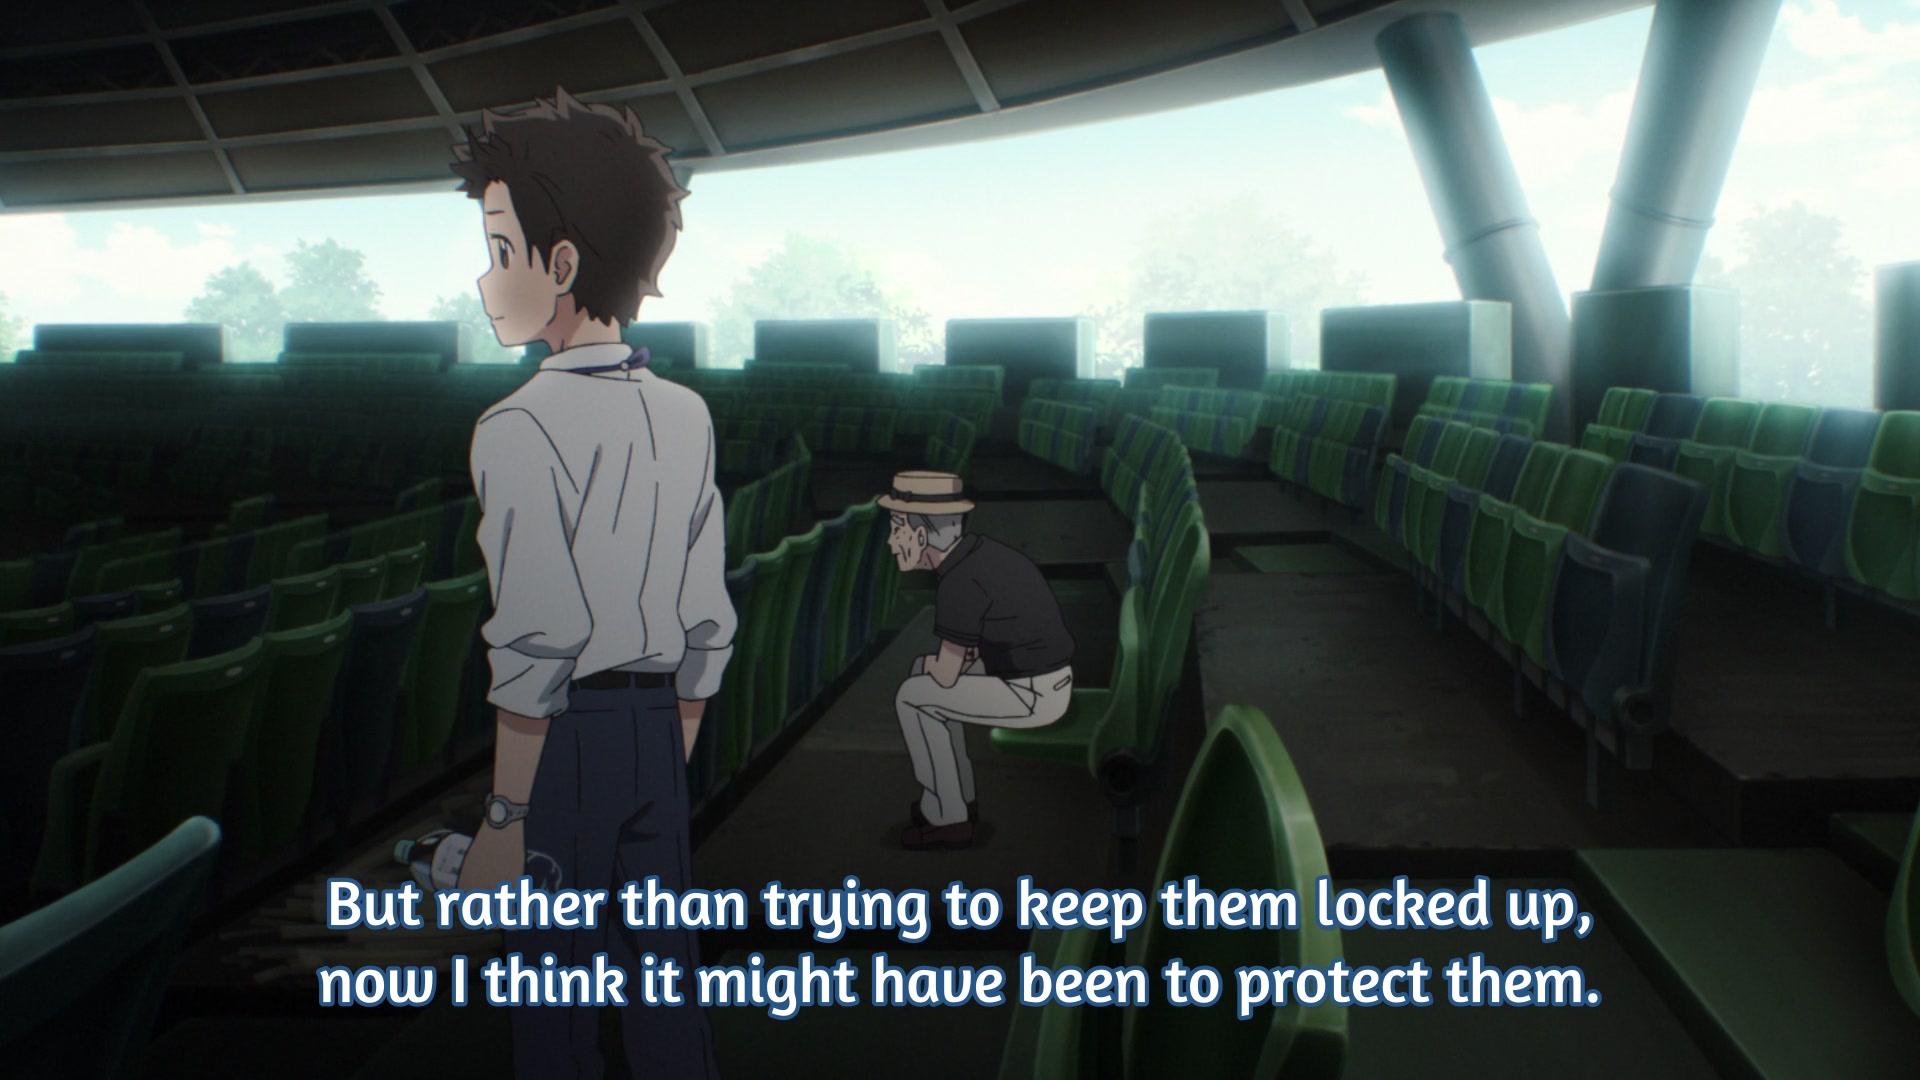 But rather than trying to keep them locked up,
now I think it might have been to protect them.